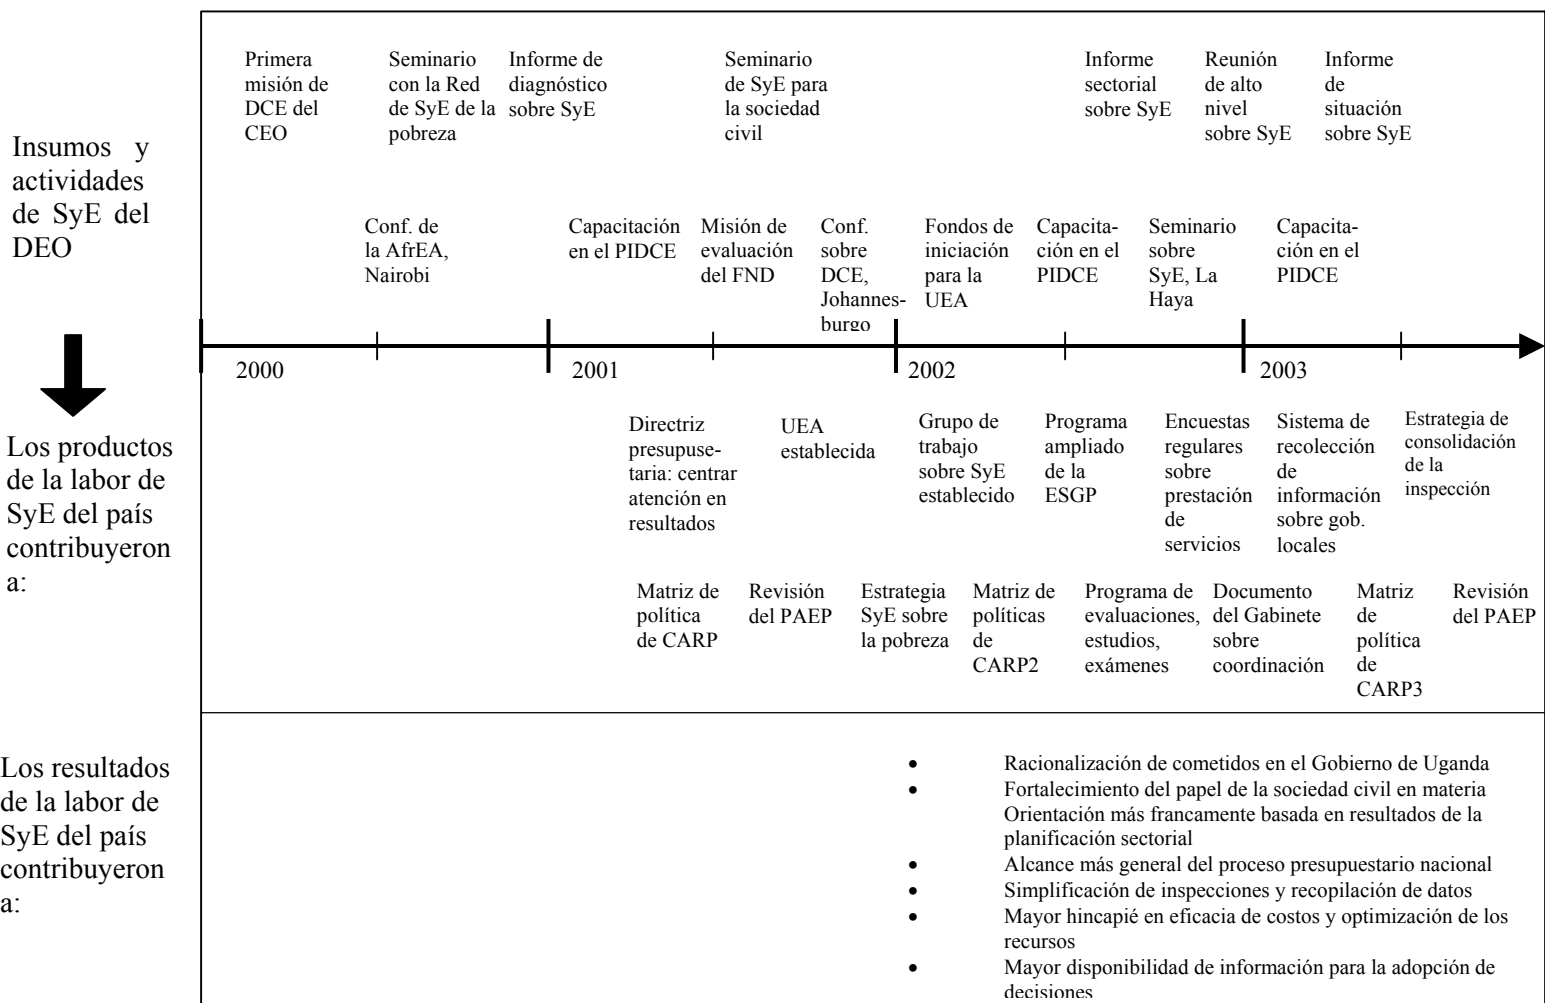 Primera
misión de
DCE del
CEO
Seminario
con la Red
de SyE de la
pobreza
Informe de
diagnóstico
sobre SyE
Seminario
de SyE para
la sociedad
civil
Informe
sectorial
sobre SyE
Reunión
de alto
nivel
sobre SyE
Informe
de
situación
sobre SyE
Insumos y
actividades
de SyE del
DEO
Conf. de
la AfrEA,
Nairobi
Capacitación
en el PIDCE
Misión de
evaluación
del FND
Conf.
sobre
DCE,
Johannes-
burgo
Fondos de
iniciación
para la
UEA
Capacita-
ción en el
PIDCE
Seminario
sobre
SyE, La
Haya
Capacita-
ción en el
PIDCE
2000
2001
2002
2003
Los productos
de la labor de
SyE del país
contribuyeron
a:
Directriz
presupuse-
taria: centrar
atención en
resultados
UEA
establecida
Grupo de
trabajo
sobre SyE
establecido
Programa
ampliado
de la
ESGP
Encuestas
regulares
sobre
prestación
de
servicios
Sistema de
recolección
de
información
sobre gob.
locales
Estrategia de
consolidación
de la
inspección
Matriz de
política
de CARP
Revisión
del PAEP
Estrategia
SyE sobre
la pobreza
Matriz de
políticas
de
CARP2
Programa de
evaluaciones,
estudios,
exámenes
Documento
del Gabinete
sobre
coordinación
Matriz
de
política
de
CARP3
Revisión
del PAEP
Los resultados
de la labor de
SyE del país
contribuyeron
a:
• Racionalización de cometidos en el Gobierno de Uganda
• Fortalecimiento del papel de la sociedad civil en materia
Orientación más francamente basada en resultados de la
planificación sectorial
• Alcance más general del proceso presupuestario nacional
• Simplificación de inspecciones y recopilación de datos
• Mayor hincapié en eficacia de costos y optimización de los
recursos
• Mayor disponibilidad de información para la adopción de
decisiones